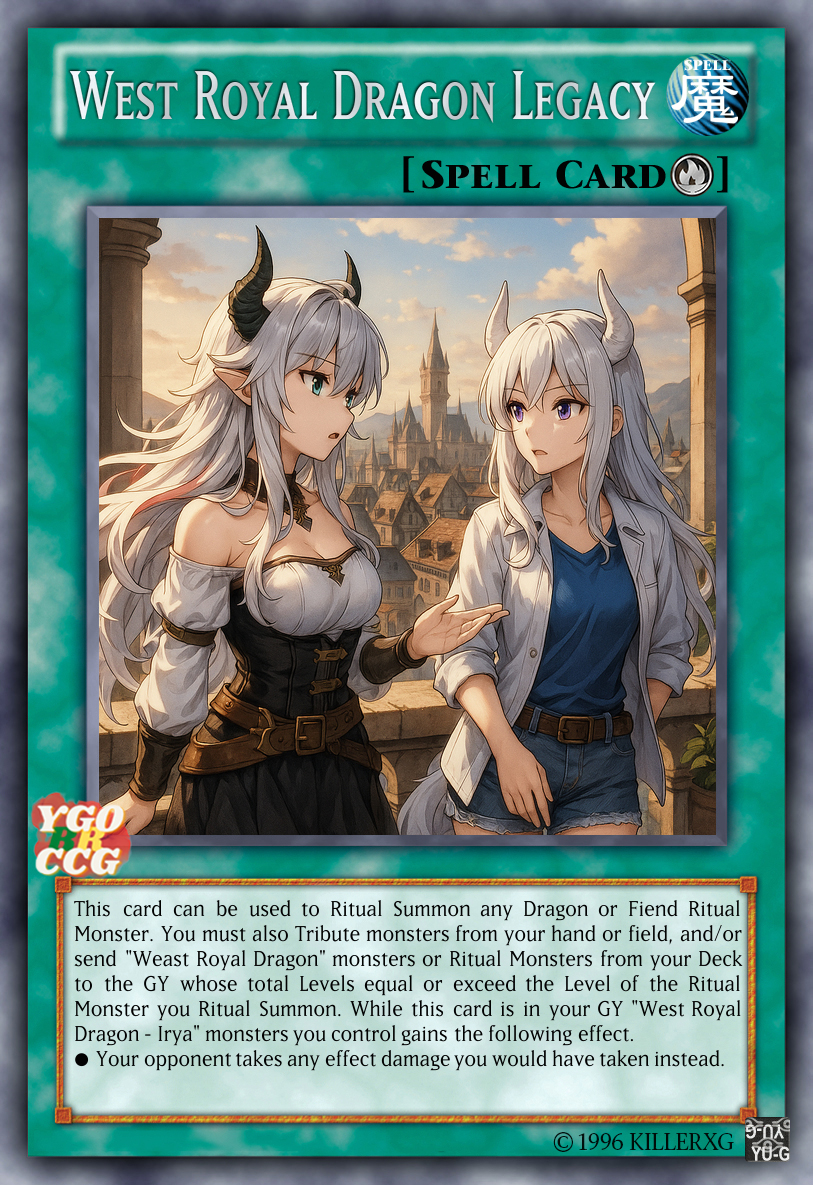 West Royal Dragon Legacy
SPELL
魔
[Spell Card]
YGO
BR
CCG
This card can be used to Ritual Summon any Dragon or Fiend Ritual
Monster. You must also Tribute monsters from your hand or field, and/or
send "Weast Royal Dragon" monsters or Ritual Monsters from your Deck
to the GY whose total Levels equal or exceed the Level of the Ritual
Monster you Ritual Summon. While this card is in your GY "West Royal
Dragon - Irya" monsters you control gains the following effect.
● Your opponent takes any effect damage you would have taken instead.
© 1996 KILLERXG
YU-G